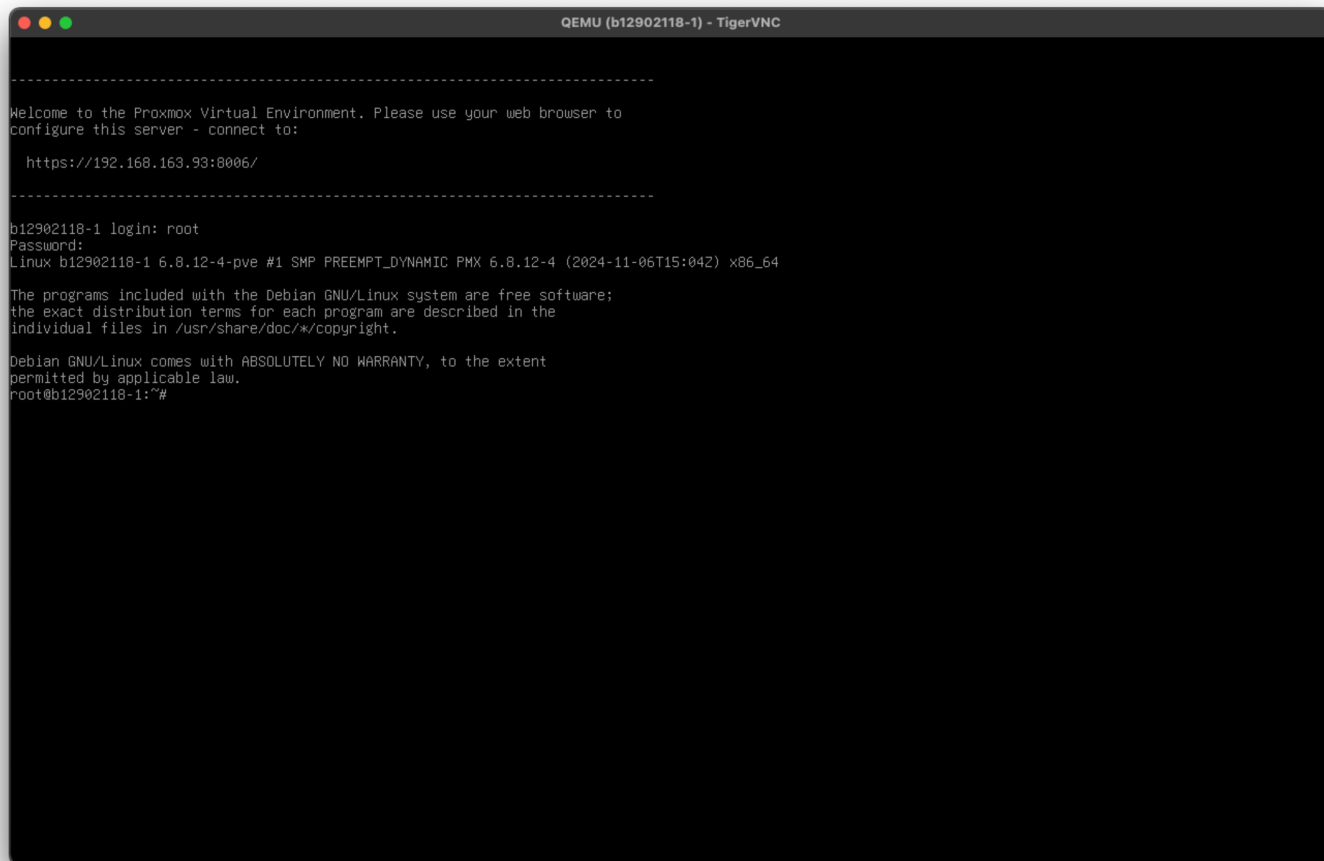 QEMU (b12902118-1) - TigerVNC
------------------------------------------------------------------------------
Welcome to the Proxmox Virtual Environment. Please use your web browser to
configure this server - connect to:
https://192.168.163.93:8006/
------------------------------------------------------------------------------
b12902118-1 login: root
Password:
Linux b12902118-1 6.8.12-4-pve #1 SMP PREEMPT_DYNAMIC PMX 6.8.12-4 (2024-11-06T15:04Z) x86_64
The programs included with the Debian GNU/Linux system are free software;
the exact distribution terms for each program are described in the
individual files in /usr/share/doc/*/copyright.
Debian GNU/Linux comes with ABSOLUTELY NO WARRANTY, to the extent
permitted by applicable law.
root@b12902118-1:~#